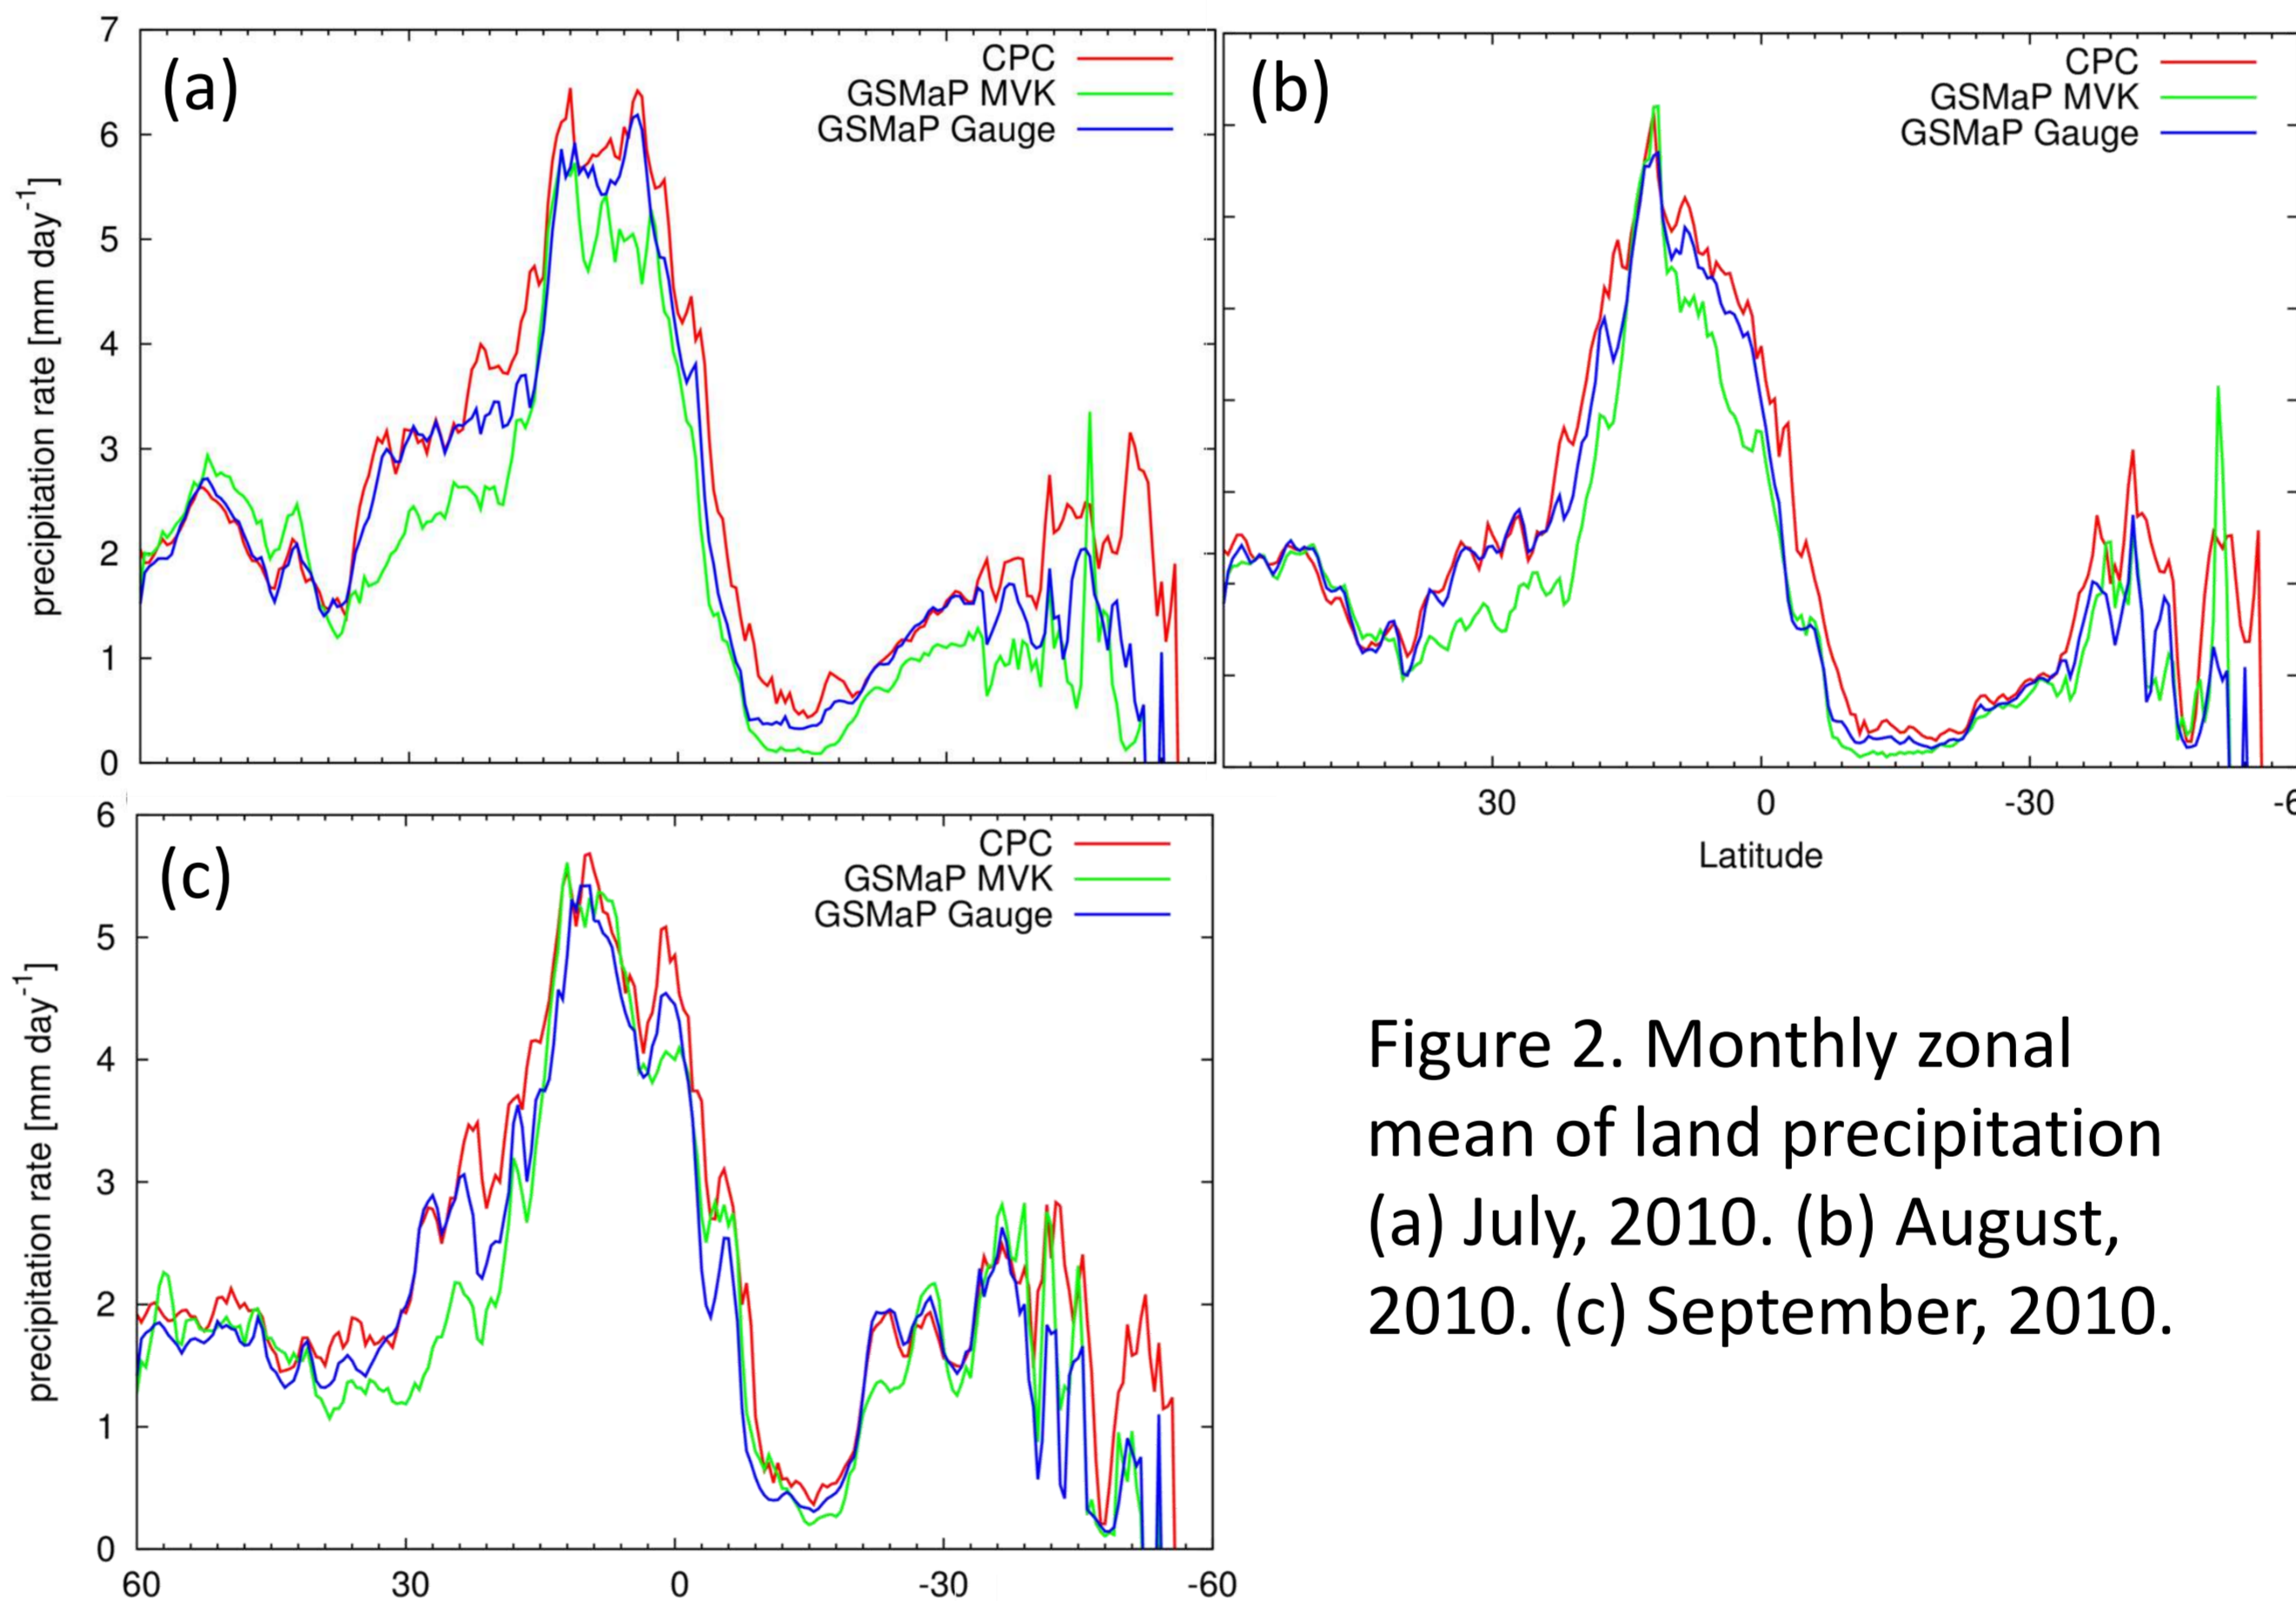 (a)
CPC
GSMaP MVK
GSMaP Gauge
7
6
5
4
3
2
1
0
precipitation rate [mm day-1]
(b)
CPC
GSMaP MVK
GSMaP Gauge
30
0
-30
-6
Latitude
(c)
CPC
GSMaP MVK
GSMaP Gauge
6
5
4
3
2
1
0
precipitation rate [mm day-1]
60
30
0
-30
-60
Figure 2. Monthly zonal
mean of land precipitation
(a) July, 2010. (b) August,
2010. (c) September, 2010.